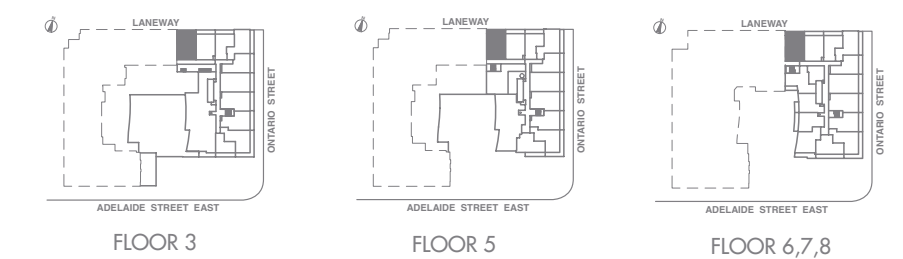 LANEWAY
ONTARIO STREET
ADELAIDE STREET EAST
FLOOR 3
LANEWAY
ONTARIO STREET
ADELAIDE STREET EAST
FLOOR 5
LANEWAY
ONTARIO STREET
ADELAIDE STREET EAST
FLOOR 6,7,8